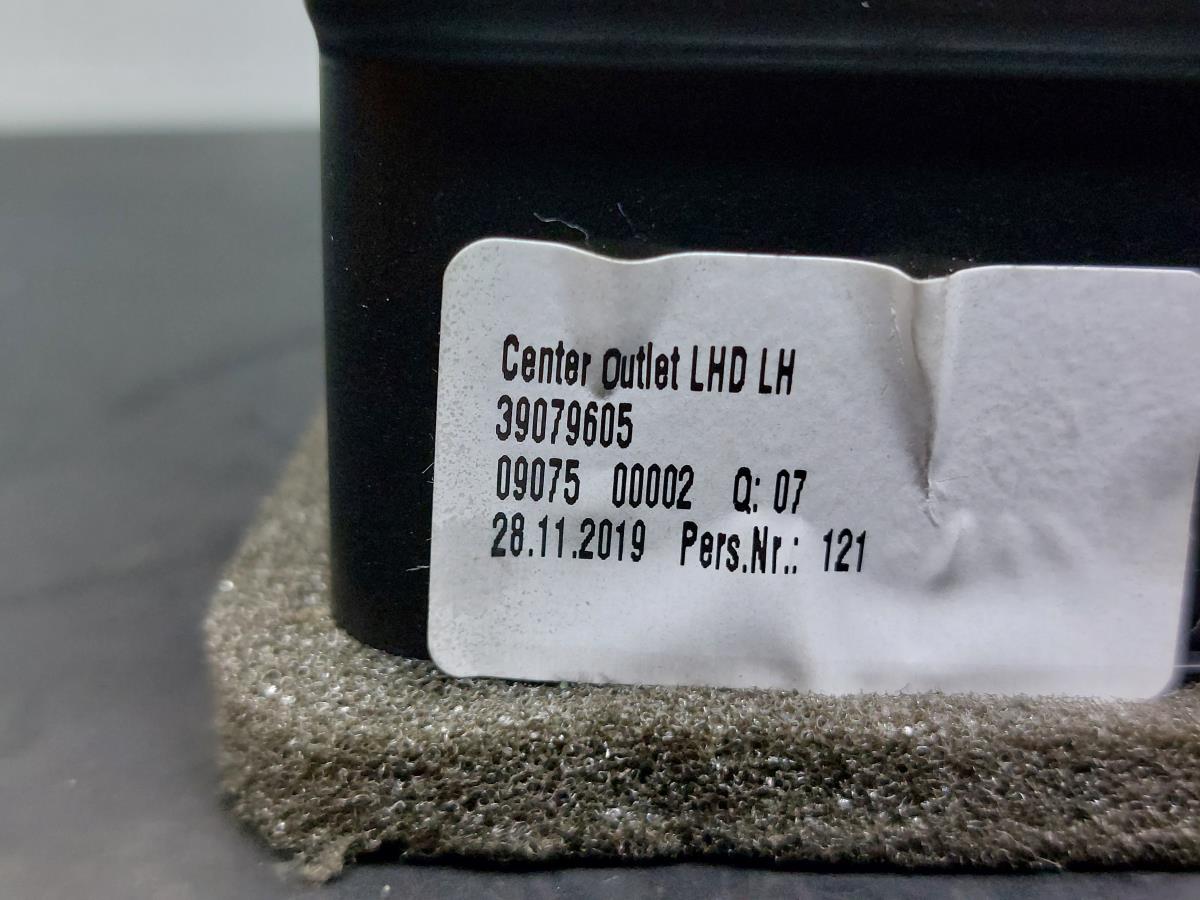 Center Outlet LHD LH
39079605
09075 00002 Q: 07
28.11.2019 Pers.Nr.: 121